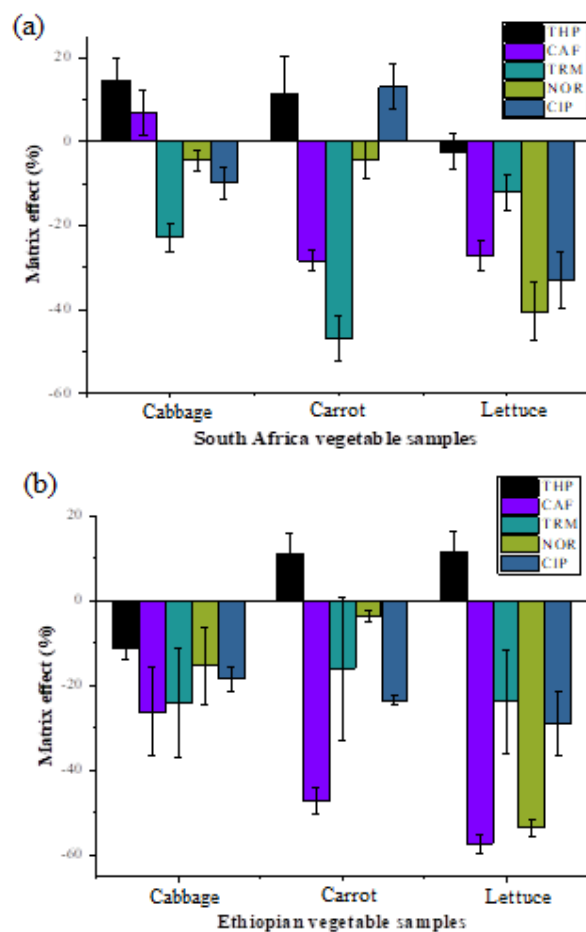 (a)
THP
CAF
TRM
NOR
CIP
20
0
-20
-40
-60
Matrix effect (%)
Cabbage Carrot Lettuce
South Africa vegetable samples
(b)
THP
CAF
TRM
NOR
CIP
20
0
-20
-40
-60
Matrix effect (%)
Cabbage Carrot Lettuce
Ethiopian vegetable samples